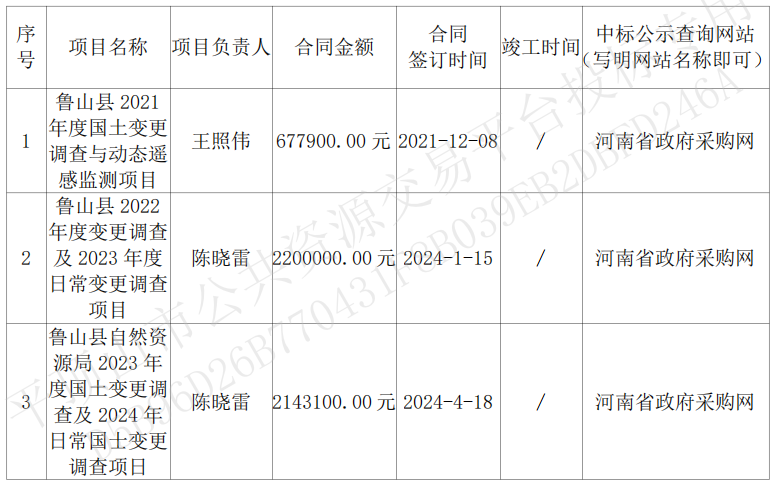 序号
项目名称
项目负责人
合同金额
合同
签订时间
竣工时间
中标公示查询网站
（写明网站名称即可）
1
鲁山县 2021
年度国土变更
调查与动态遥
感监测项目
王照伟
677900.00 元
2021-12-08
/
河南省政府采购网
2
鲁山县 2022
年度变更调查
及 2023 年度
日常变更调查
项目
陈晓雷
2200000.00 元
2024-1-15
/
河南省政府采购网
3
鲁山县自然资
源局 2023 年
度国土变更调
查及 2024 年
日常国土变更
调查项目
陈晓雷
2143100.00 元
2024-4-18
/
河南省政府采购网